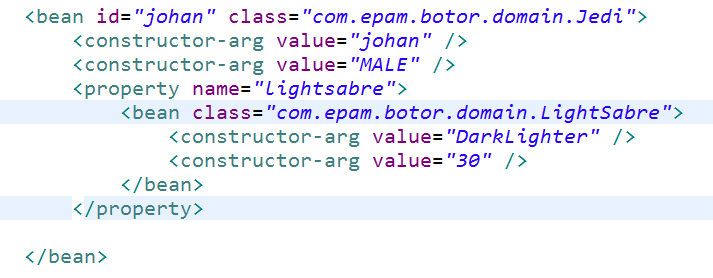 <bean id="johan" class="com.epam.botor.domain.Jedi">
    <constructor-arg value="johan" />
    <constructor-arg value="MALE" />
    <property name="lightsabre">
        <bean class="com.epam.botor.domain.LightSabre">
            <constructor-arg value="DarkLighter" />
            <constructor-arg value="30" />
        </bean>
    </property>
</bean>